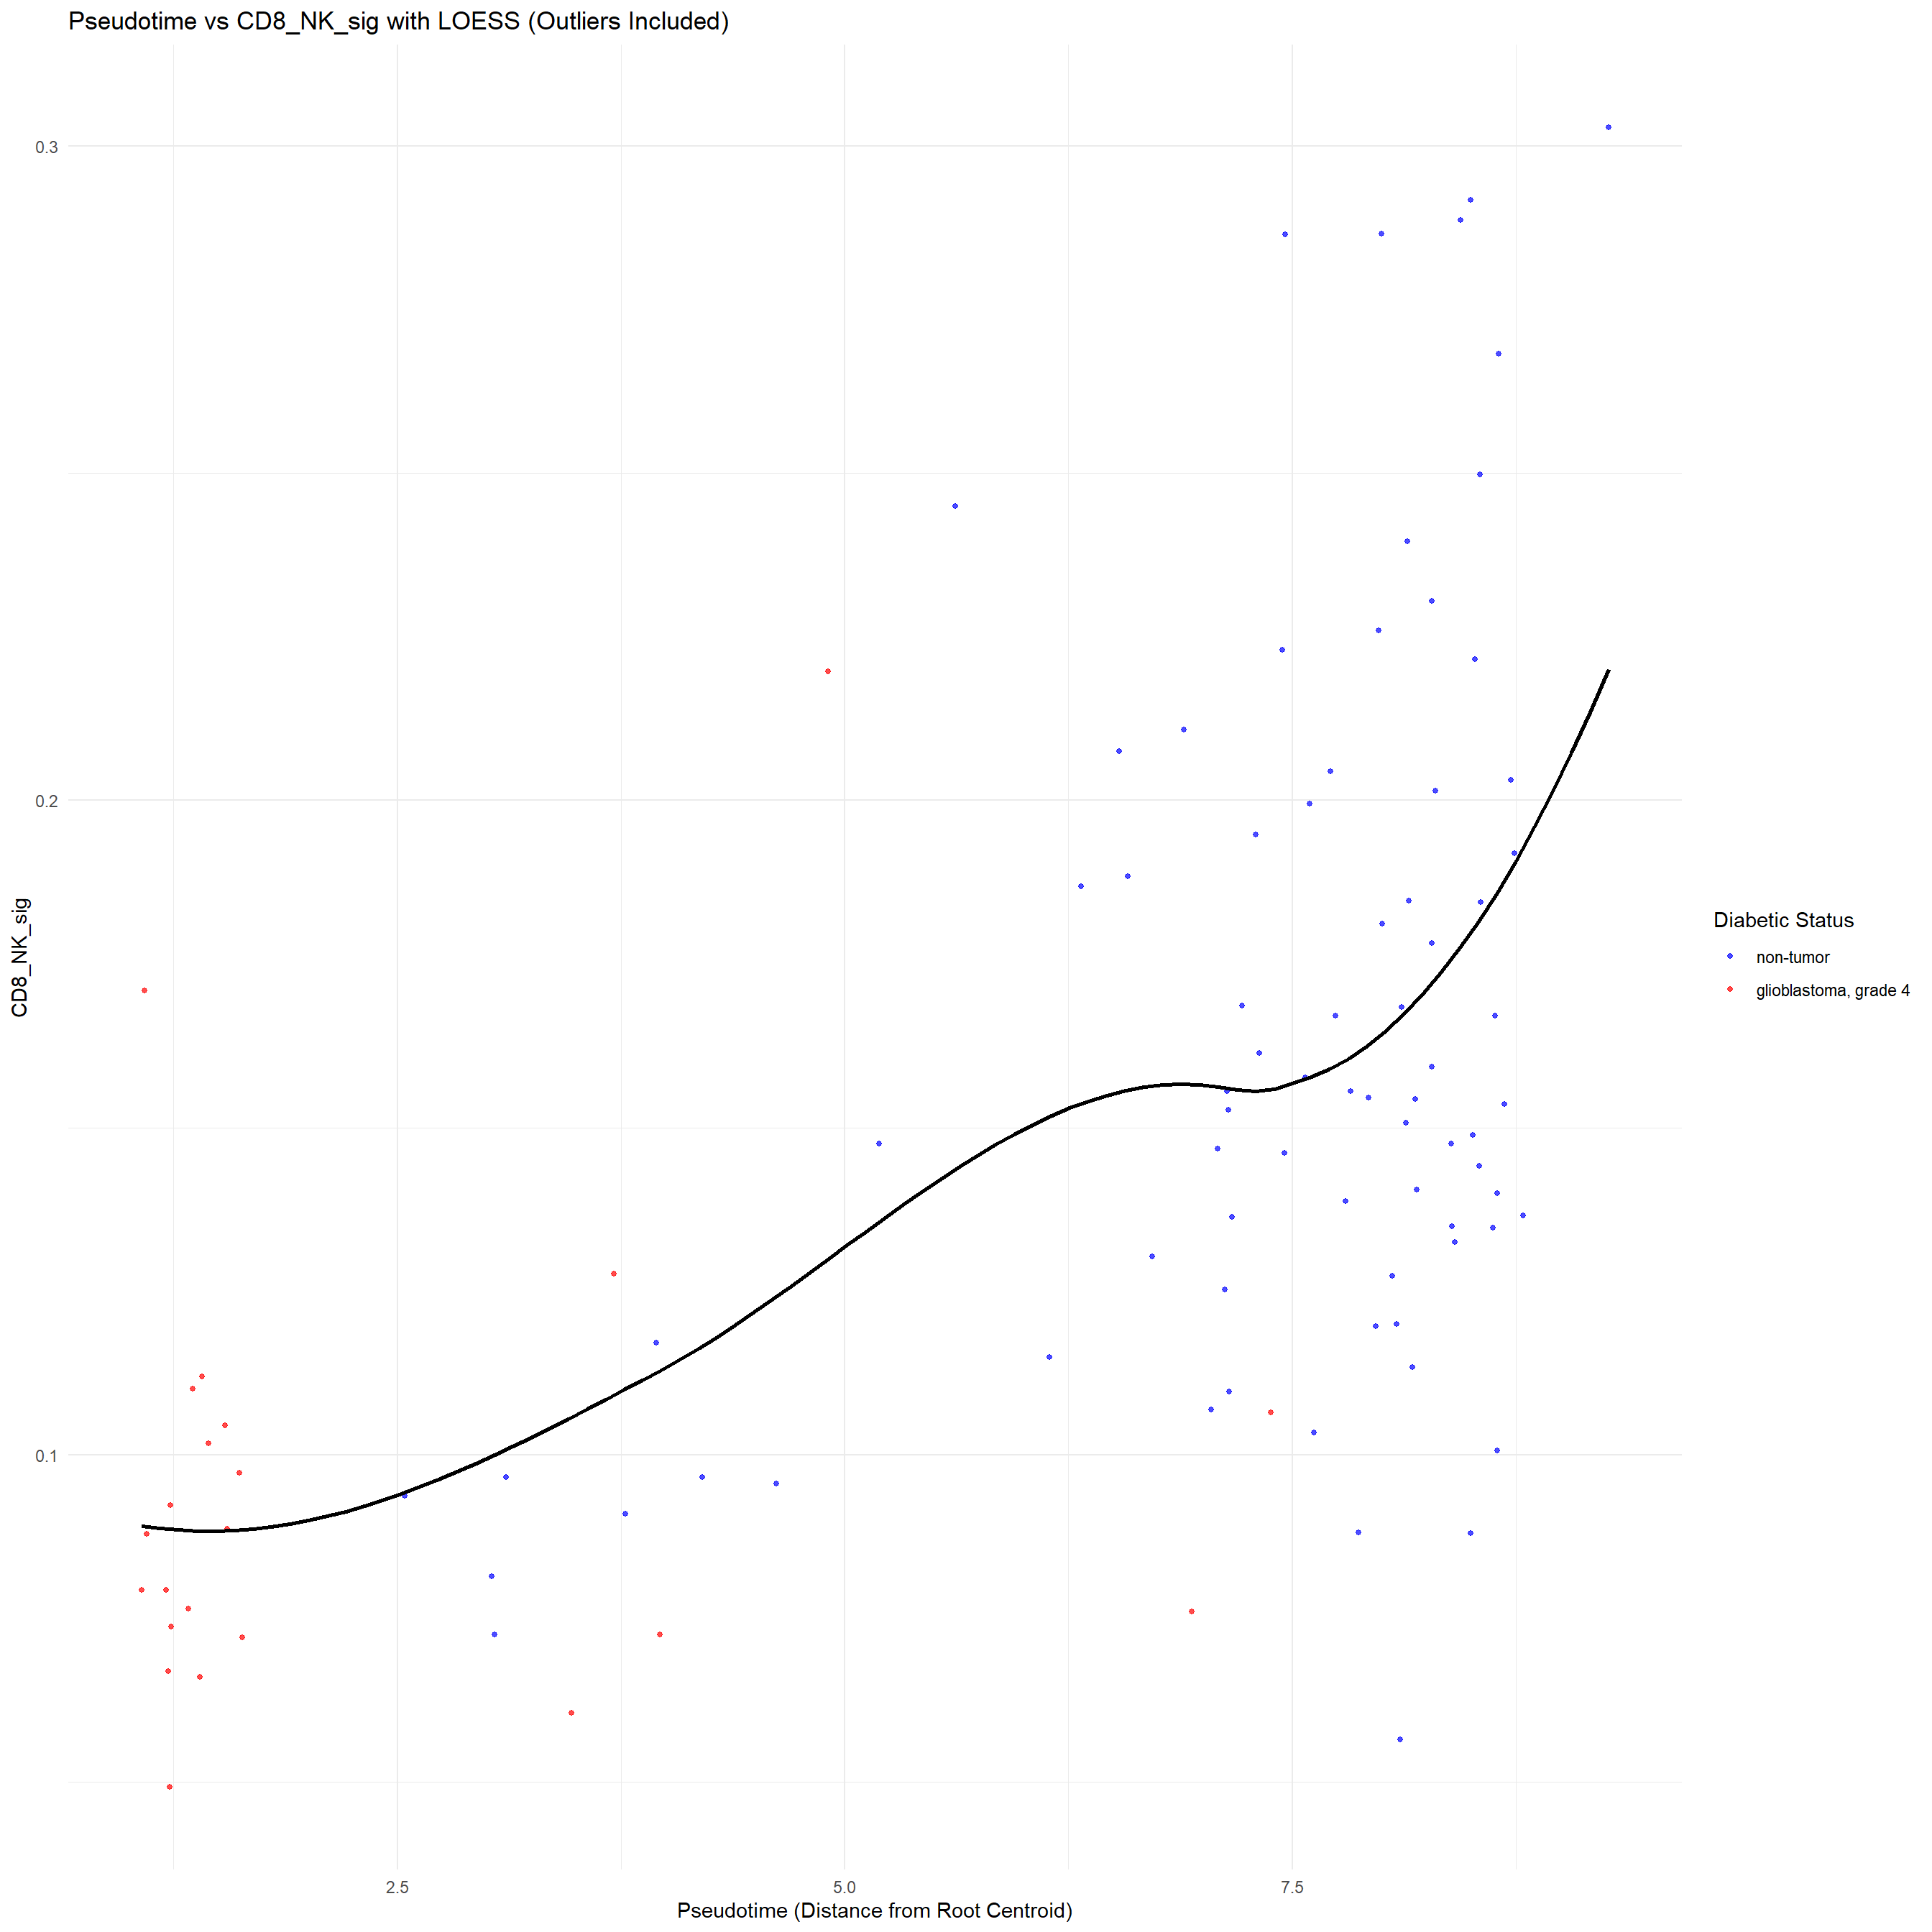 Pseudotime vs CD8_NK_sig with LOESS (Outliers Included)
0.3
0.2
0.1
CD8_NK_sig
2.5
5.0
7.5
Pseudotime (Distance from Root Centroid)
Diabetic Status
non-tumor
glioblastoma, grade 4